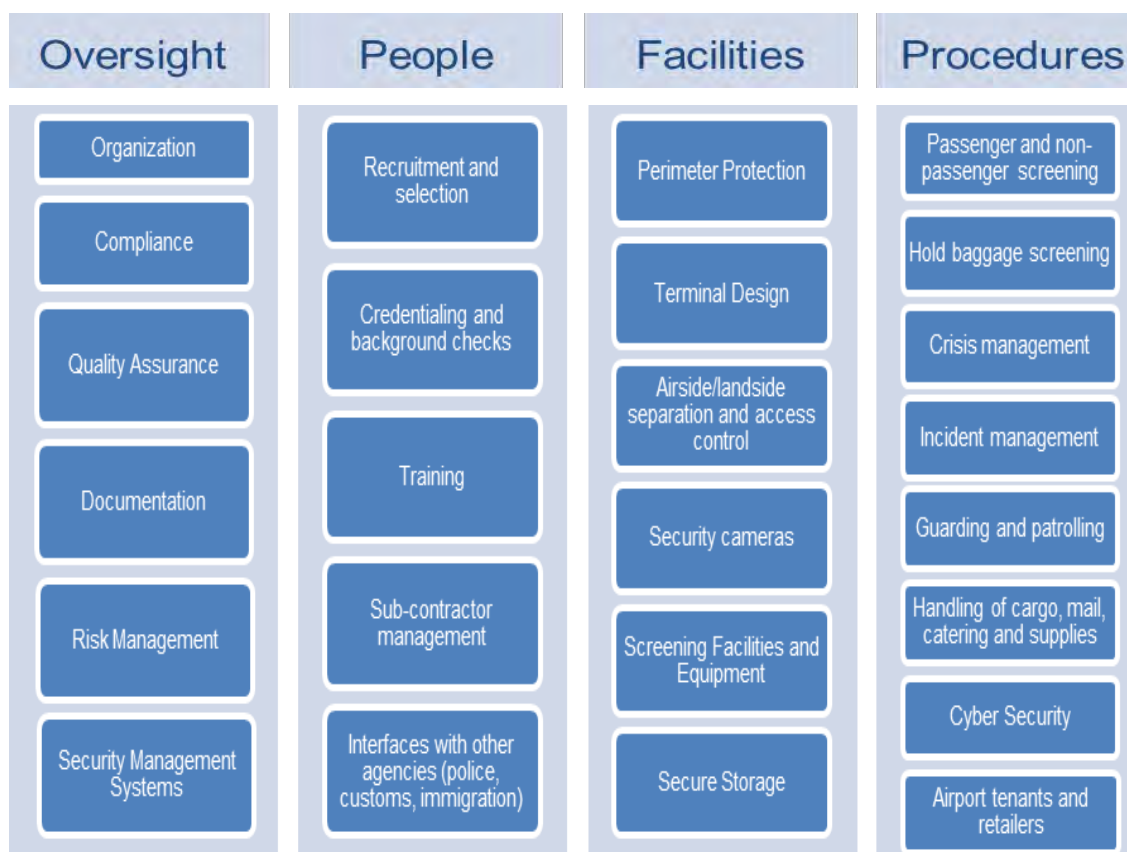 Oversight
People
Facilities
Procedures
Organization
Compliance
Quality Assurance
Documentation
Risk Management
Security Management
Systems
Recruitment and
selection
Credentialing and
background checks
Training
Sub-contractor
management
Interfaces with other
agencies (police,
customs, immigration)
Perimeter Protection
Terminal Design
Airside/landside
separation and access
control
Security cameras
Screening Facilities and
Equipment
Secure Storage
Passenger and non-
passenger screening
Hold baggage screening
Crisis management
Incident management
Guarding and patrolling
Handling of cargo, mail,
catering and supplies
Cyber Security
Airport tenants and
retailers